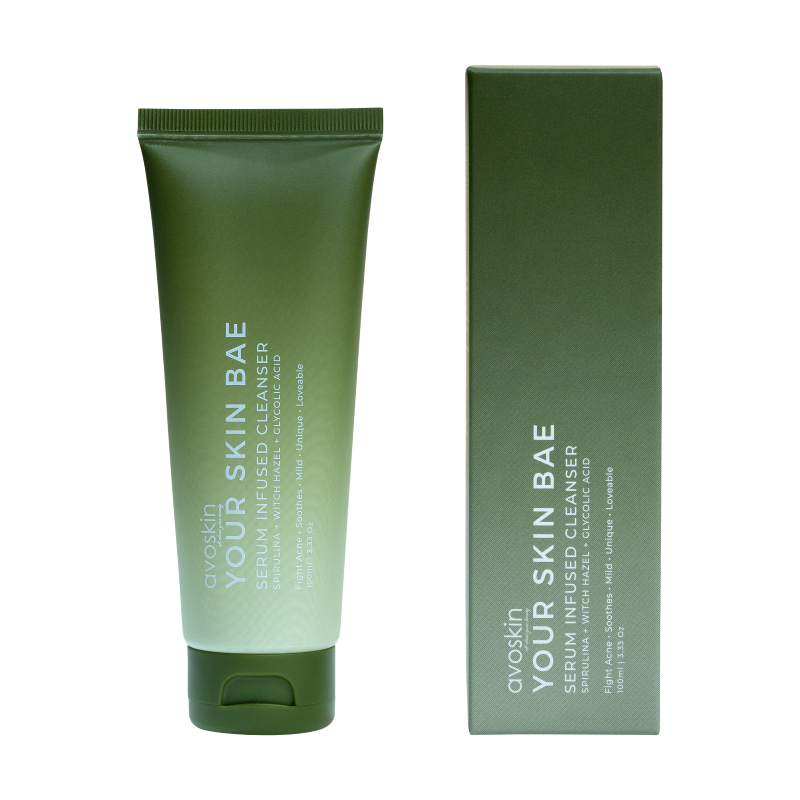 avoskin
YOUR SKIN BAE
SERUM INFUSED CLEANSER
SPIRULINA + WITCH HAZEL + GLYCOLIC ACID
Fight Acne · Soothes · Mild · Unique · Loveable
100ml | 3.33 Oz
avoskin
YOUR SKIN BAE
SERUM INFUSED CLEANSER
SPIRULINA + WITCH HAZEL + GLYCOLIC ACID
Fight Acne · Soothes · Mild · Unique · Loveable
100ml | 3.33 Oz